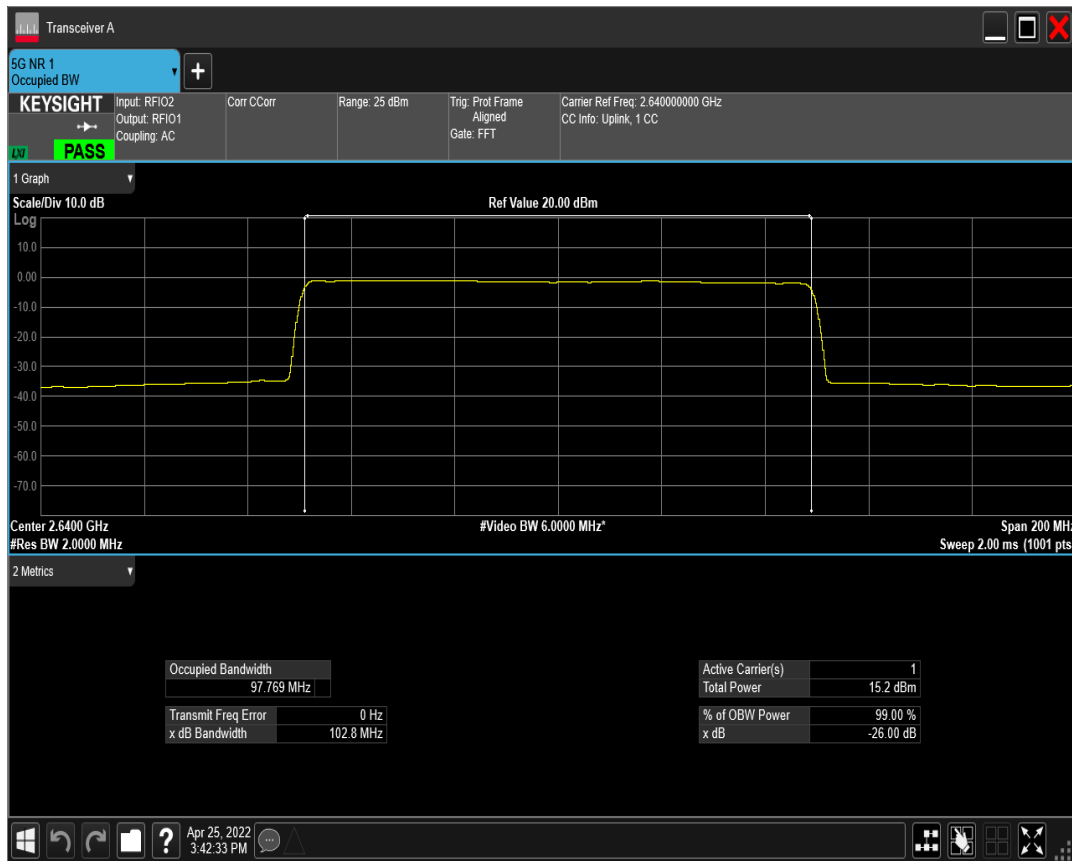 Transceiver A
5G NR 1
Occupied BW
KEYSIGHT
LXI
PASS
Input: RFIO2
Output: RFIO1
Coupling: AC
Corr CCorr
Range: 25 dBm
Trig: Prot Frame
Aligned
Gate: FFT
Carrier Ref Freq: 2.640000000 GHz
CC Info: Uplink, 1 CC
1 Graph
Scale/Div 10.0 dB
Ref Value 20.00 dBm
Log
10.0
0.00
-10.0
-20.0
-30.0
-40.0
-50.0
-60.0
-70.0
Center 2.6400 GHz
#Video BW 6.0000 MHz*
Span 200 MHz
#Res BW 2.0000 MHz
Sweep 2.00 ms (1001 pts
2 Metrics
Occupied Bandwidth
97.769 MHz
Transmit Freq Error 0 Hz
x dB Bandwidth 102.8 MHz
Active Carrier(s) 1
Total Power 15.2 dBm
% of OBW Power 99.00 %
x dB -26.00 dB
Apr 25, 2022
3:42:33 PM